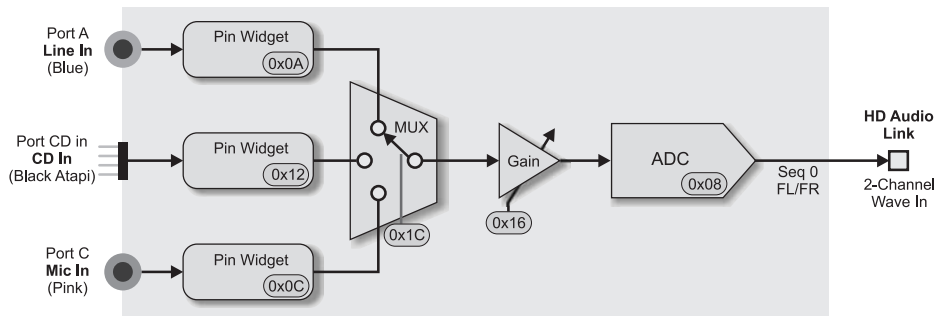 Port A
Line In
(Blue)
Pin Widget
0x0A
Port CD in
CD In
(Black Atapi)
Pin Widget
0x12
Port C
Mic In
(Pink)
Pin Widget
0x0C
MUX
0x1C
Gain
0x16
ADC
0x08
Seq 0
FL/FR
HD Audio
Link
2-Channel
Wave In